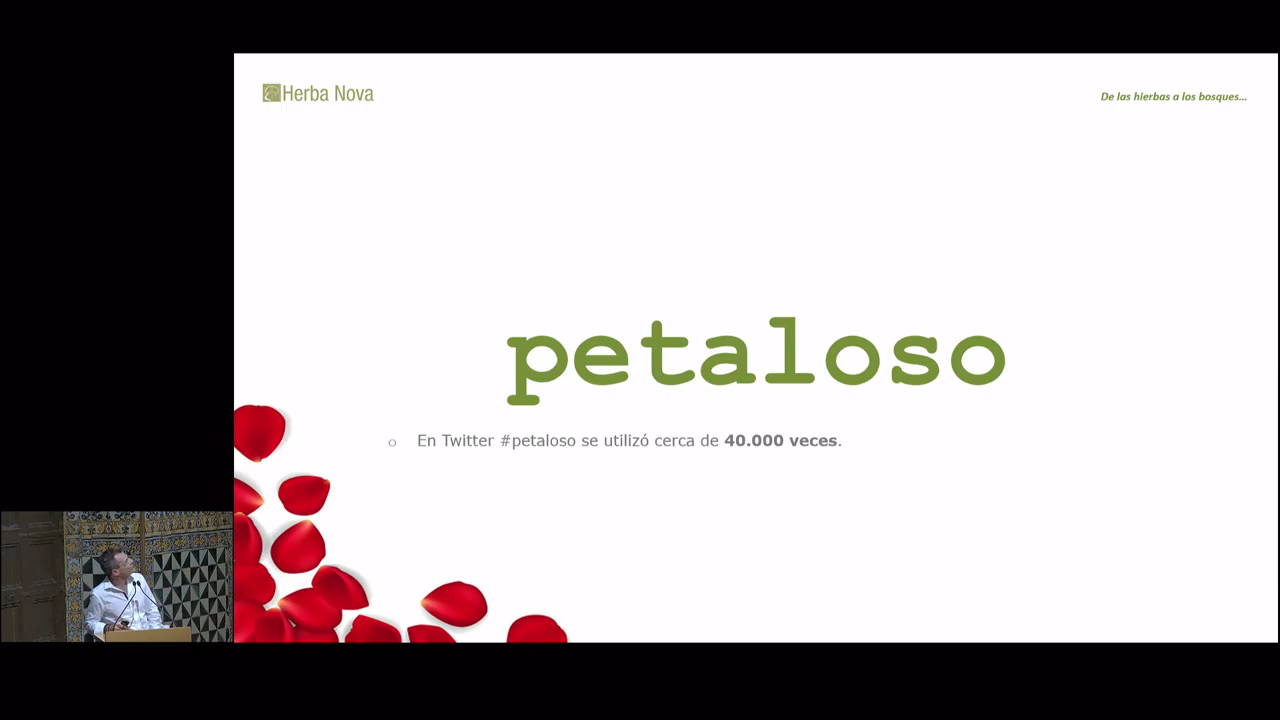 Herba Nova
De las hierbas a los bosques...
petaloso
o En Twitter #petaloso se utilizó cerca de 40.000 veces.